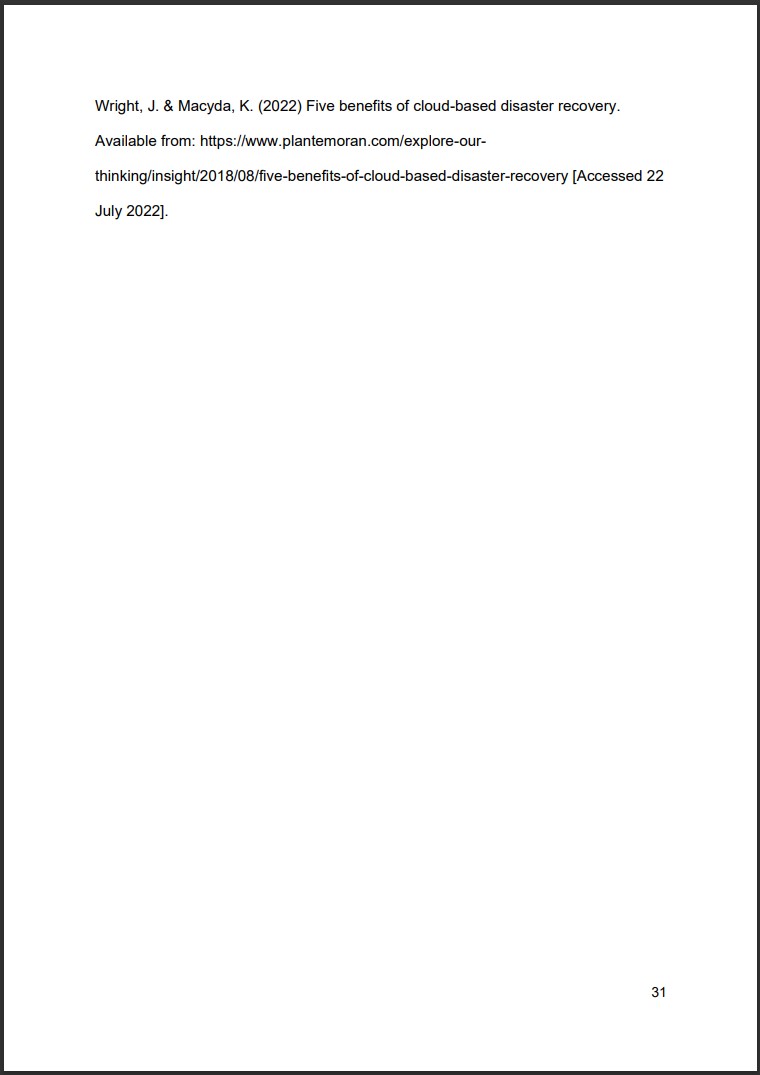 Wright, J. & Macyda, K. (2022) Five benefits of cloud-based disaster recovery.
Available from: https://www.plantemoran.com/explore-our-
thinking/insight/2018/08/five-benefits-of-cloud-based-disaster-recovery [Accessed 22
July 2022].
31